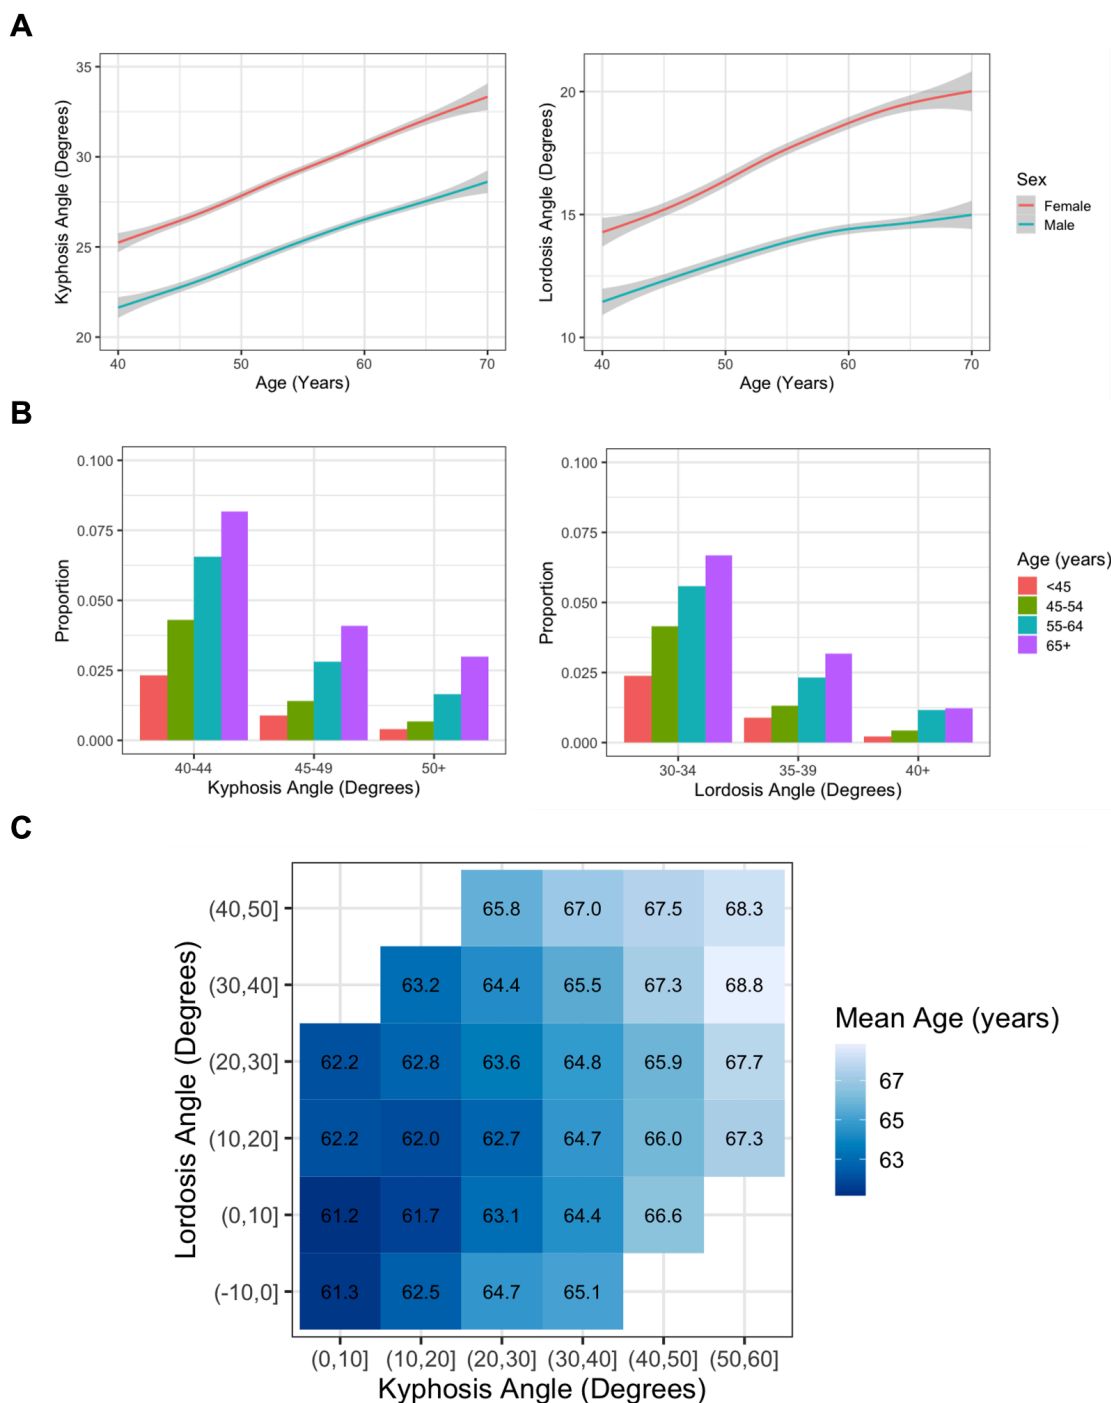 A
Kyphosis Angle (Degrees)
35
30
25
20
40 50 60 70
Age (Years)
Lordosis Angle (Degrees)
20
15
10
40 50 60 70
Age (Years)
Sex
Female
Male
B
Proportion
0.100
0.075
0.050
0.025
0.000
40-44 45-49 50+
Kyphosis Angle (Degrees)
Proportion
0.100
0.075
0.050
0.025
0.000
30-34 35-39 40+
Lordosis Angle (Degrees)
Age (years)
<45
45-54
55-64
65+
C
Lordosis Angle (Degrees)
(40,50] 65.8 67.0 67.5 68.3
(30,40] 63.2 64.4 65.5 67.3 68.8
(20,30] 62.2 62.8 63.6 64.8 65.9 67.7
(10,20] 62.2 62.0 62.7 64.7 66.0 67.3
(0,10] 61.2 61.7 63.1 64.4 66.6
(-10,0] 61.3 62.5 64.7 65.1
(0,10] (10,20] (20,30] (30,40] (40,50] (50,60]
Kyphosis Angle (Degrees)
Mean Age (years)
67
65
63